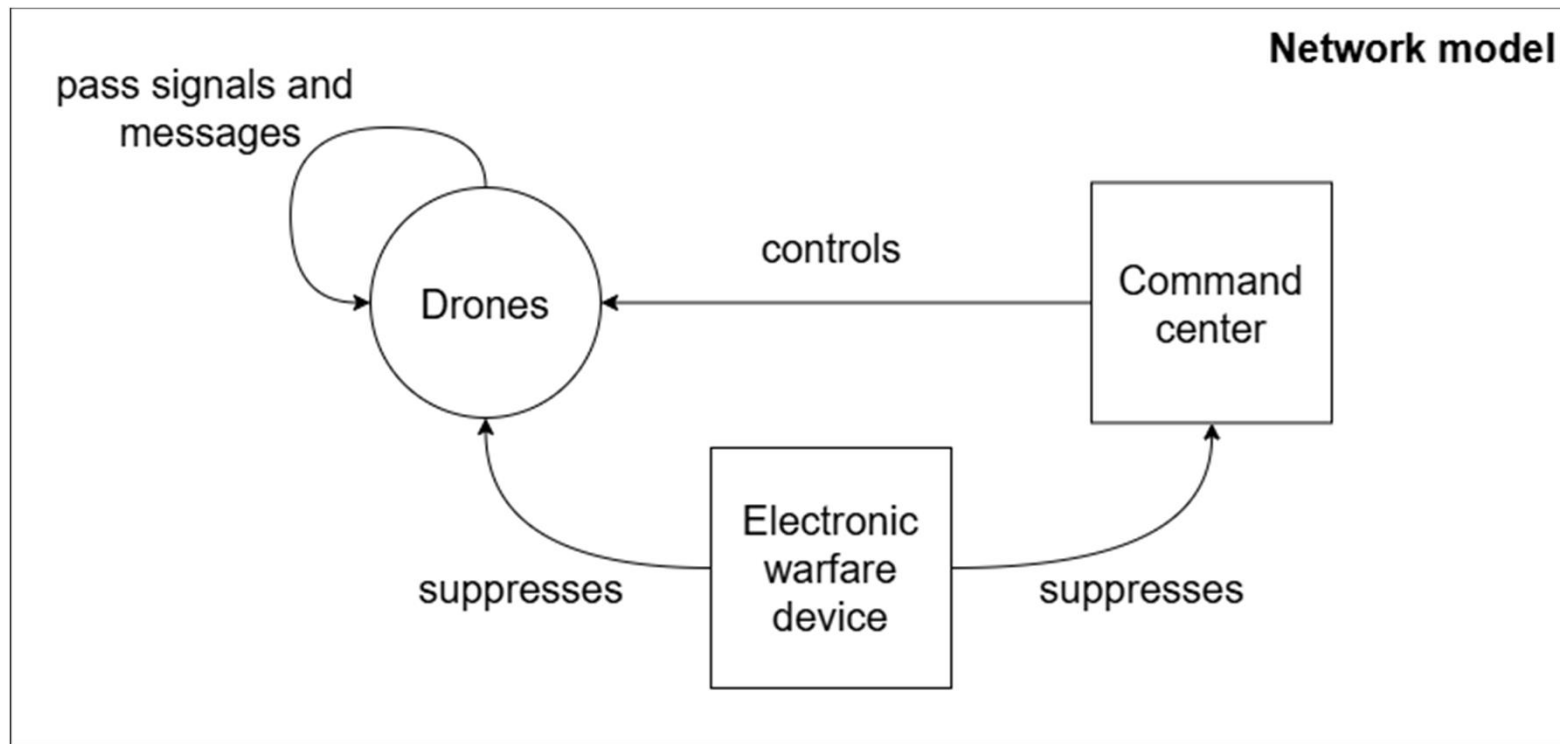 Network model
pass signals and
messages
controls
Drones
Command
center
Electronic
warfare
device
suppresses
suppresses